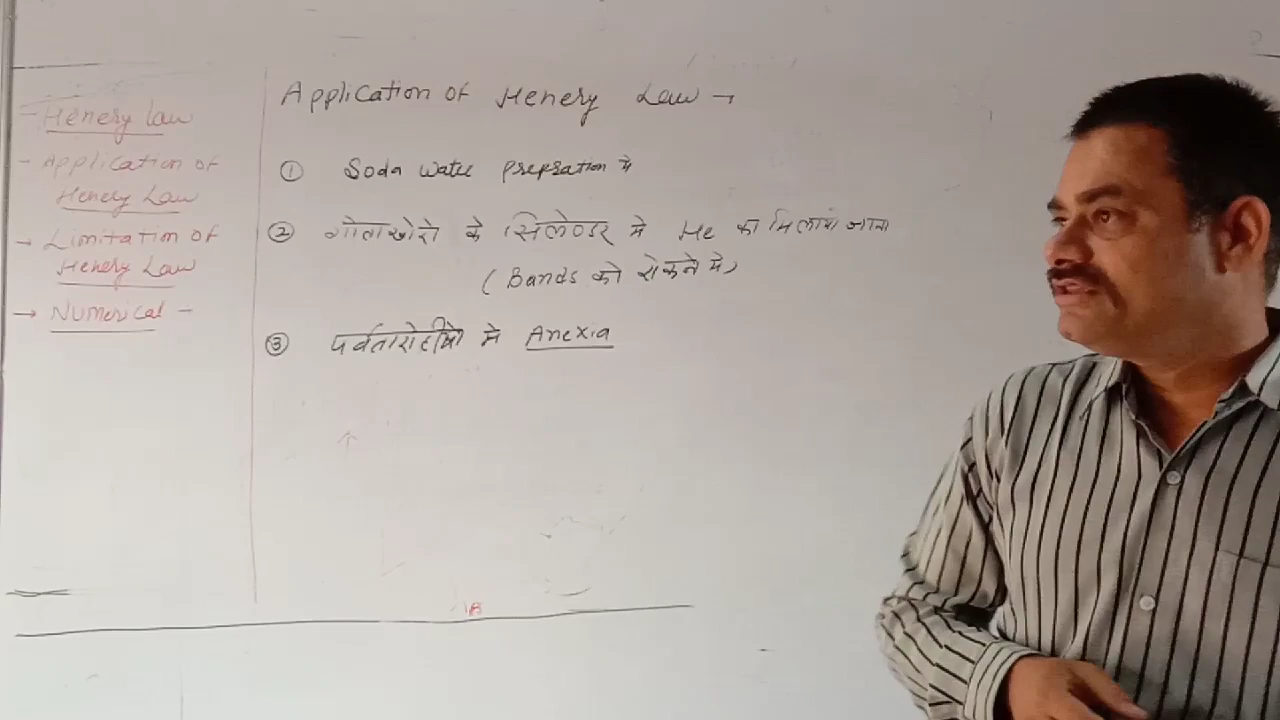 - Henery law
- Application of
Henery Law
→ Limitation of
Henery Law
→ Numerical -
Application of Henery Law →
① Soda water prepration मे
② गोताखोरो के सिलेण्डर मे He का मिलाया जाना
( Bands को रोकने मे)
③ पर्वतारोहीयो मे Anexia